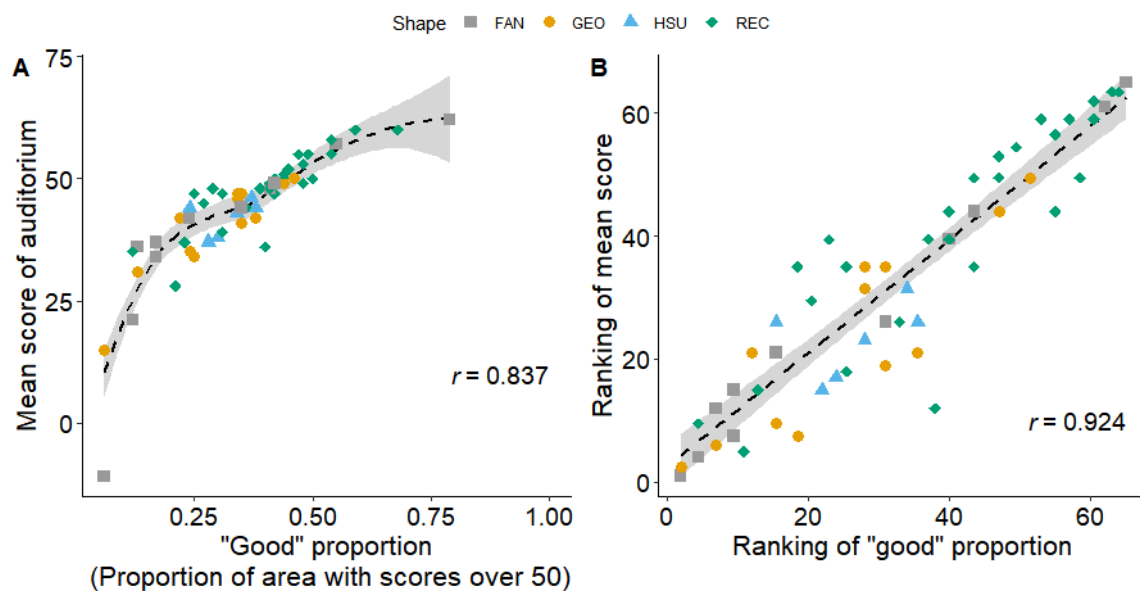 Shape FAN GEO HSU REC
A
75
50
25
0
Mean score of auditorium
r = 0.837
0.25 0.50 0.75 1.00
"Good" proportion
(Proportion of area with scores over 50)
B
60
40
20
0
Ranking of mean score
r = 0.924
0 20 40 60
Ranking of "good" proportion